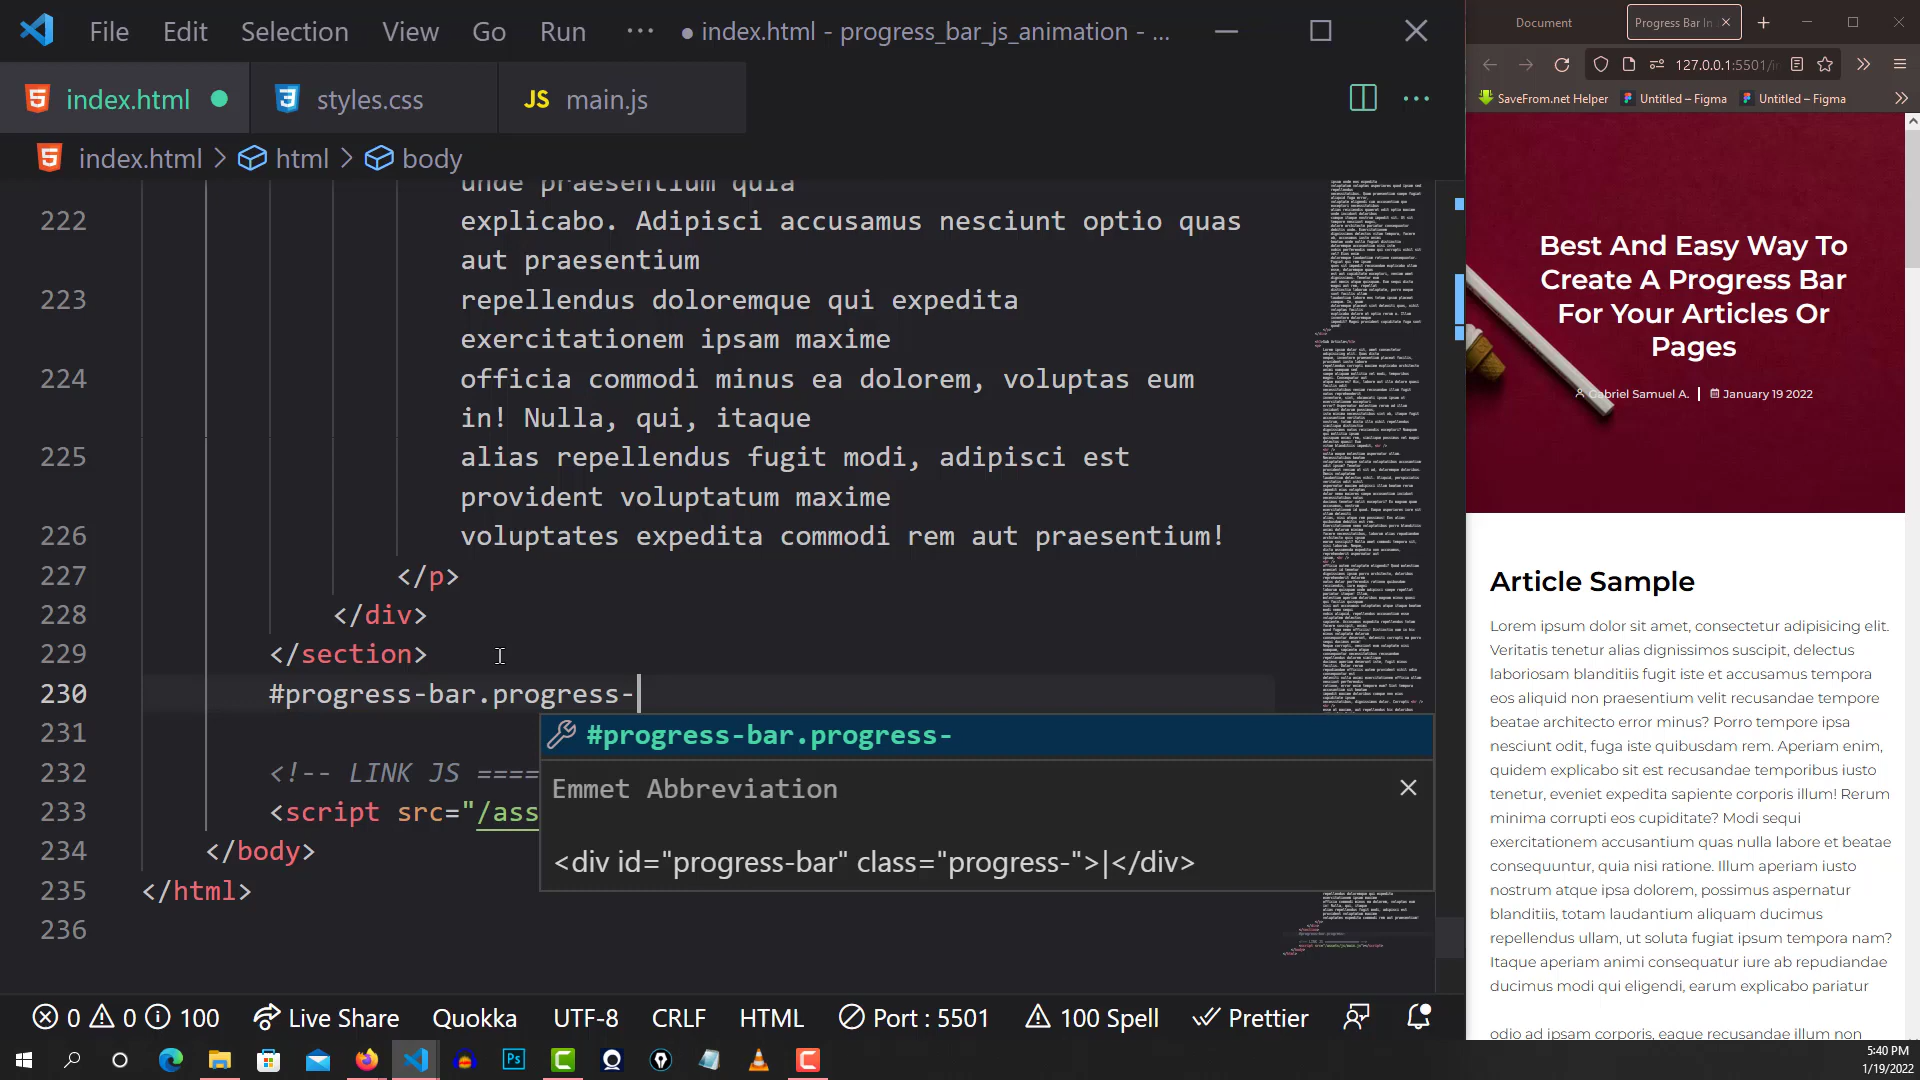 File Edit Selection View Go Run ··· ● index.html - progress_bar_js_animation - ...
index.html styles.css JS main.js
index.html > html > body
unde praesentium quia
222 explicabo. Adipisci accusamus nesciunt optio quas
aut praesentium
223 repellendus doloremque qui expedita
exercitationem ipsam maxime
224 officia commodi minus ea dolorem, voluptas eum
in! Nulla, qui, itaque
225 alias repellendus fugit modi, adipisci est
provident voluptatum maxime
226 voluptates expedita commodi rem aut praesentium!
227 </p>
228 </div>
229 </section>
230 #progress-bar.progress-
231
232 <!-- LINK JS ====
233 <script src="/ass
234 </body>
235 </html>
236
#progress-bar.progress-
Emmet Abbreviation
<div id="progress-bar" class="progress-">|</div>
0 0 100 Live Share Quokka UTF-8 CRLF HTML Port : 5501 100 Spell Prettier
Document Progress Bar In
127.0.0.1:5501/i
SaveFrom.net Helper Untitled – Figma Untitled – Figma
Best And Easy Way To
Create A Progress Bar
For Your Articles Or
Pages
Gabriel Samuel A. | January 19 2022
Article Sample
Lorem ipsum dolor sit amet, consectetur adipisicing elit.
Veritatis tenetur alias dignissimos suscipit, delectus
laboriosam blanditiis fugit iste et accusamus tempora
eos aliquid non praesentium velit recusandae tempore
beatae architecto error minus? Porro tempore ipsa
nesciunt odit, fuga iste quibusdam rem. Aperiam enim,
quidem explicabo sit est recusandae temporibus iusto
tenetur, eveniet expedita sapiente corporis illum! Rerum
minima corrupti eos cupiditate? Modi sequi
exercitationem accusantium quas nulla labore et beatae
consequuntur, quia nisi ratione. Illum aperiam iusto
nostrum atque ipsa dolorem, possimus aspernatur
blanditiis, totam laudantium aliquam ducimus
repellendus ullam, ut soluta fugiat ipsum tempora nam?
Itaque aperiam animi consequatur iure ab repudiandae
ducimus modi qui eligendi, earum explicabo pariatur
odio ad ipsam corporis, eaque recusandae illum non
Ps
5:40 PM
1/19/2022